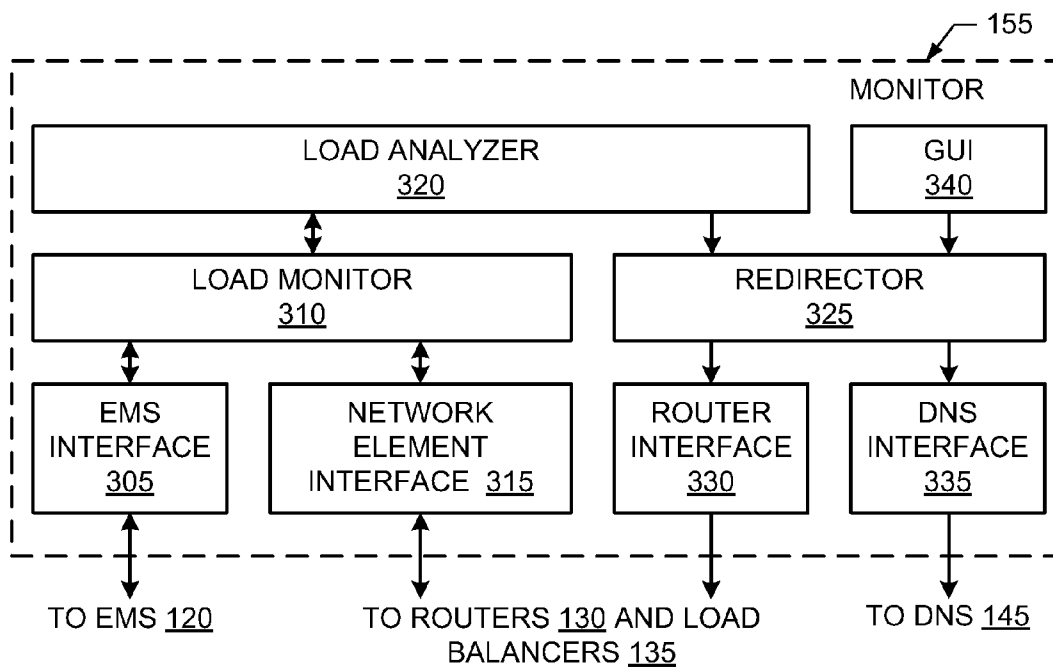 155
MONITOR
LOAD ANALYZER
320
GUI
340
LOAD MONITOR
310
REDIRECTOR
325
EMS
INTERFACE
305
NETWORK
ELEMENT
INTERFACE 315
ROUTER
INTERFACE
330
DNS
INTERFACE
335
TO EMS 120
TO ROUTERS 130 AND LOAD
BALANCERS 135
TO DNS 145